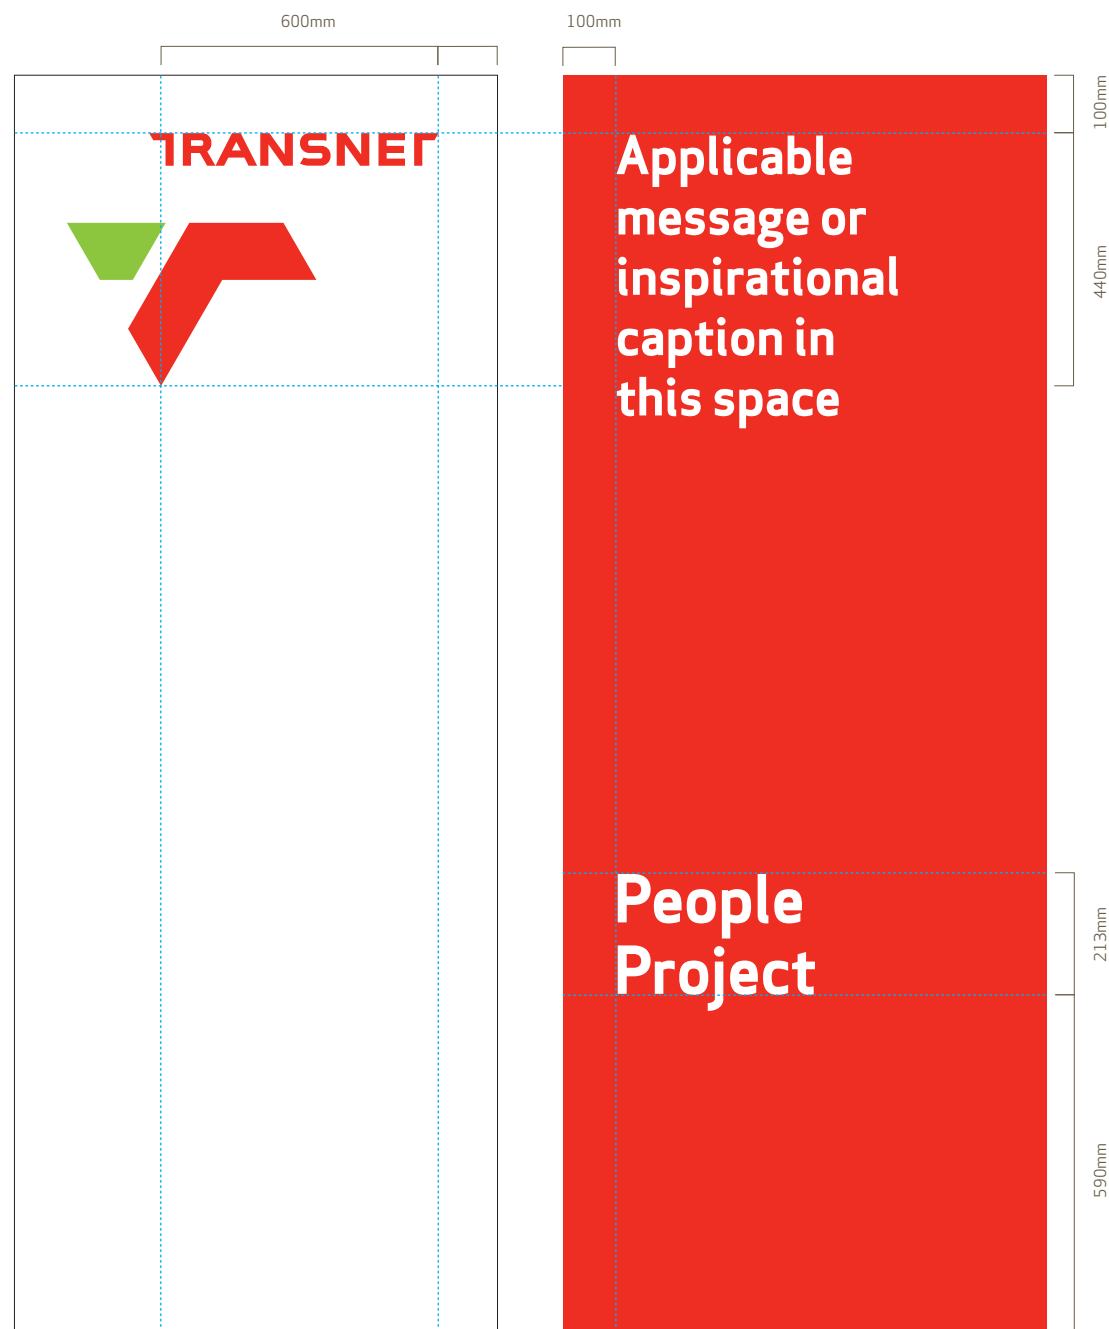 600mm
100mm
TRANSNET
Applicable
message or
inspirational
caption in
this space
People
Project
100mm
440mm
213mm
590mm